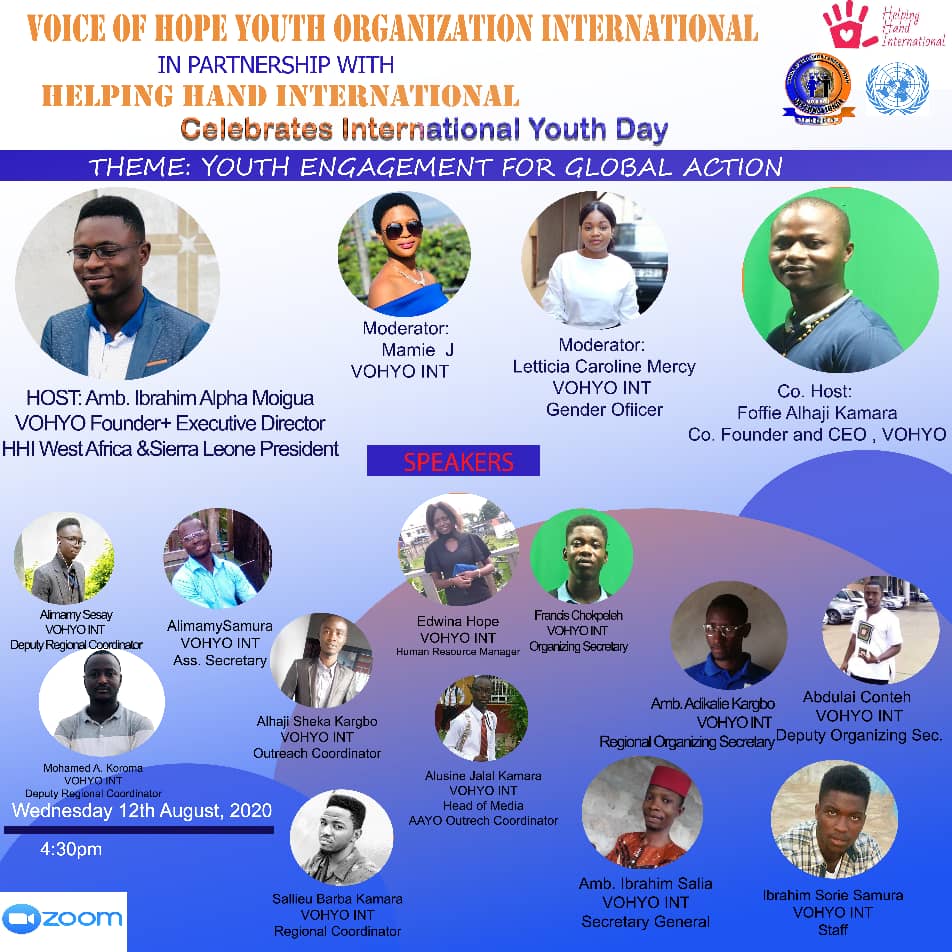 VOICE OF HOPE YOUTH ORGANIZATION INTERNATIONAL
IN PARTNERSHIP WITH
HELPING HAND INTERNATIONAL
Celebrates International Youth Day
Helping
Hand
International
INTERNATIONAL
THEME: YOUTH ENGAGEMENT FOR GLOBAL ACTION
HOST: Amb. Ibrahim Alpha Moigua
VOHYO Founder+ Executive Director
HHI West Africa &Sierra Leone President
Moderator:
Mamie J
VOHYO INT
Moderator:
Letticia Caroline Mercy
VOHYO INT
Gender Ofiicer
Co. Host:
Foffie Alhaji Kamara
Co. Founder and CEO , VOHYO
SPEAKERS
Alimamy Sesay
VOHYO INT
Deputy Regional Coordinator
AlimamySamura
VOHYO INT
Ass. Secretary
Edwina Hope
VOHYO INT
Human Resource Manager
Francis Chokpeleh
VOHYO INT
Organizing Secretary
Mohamed A. Koroma
VOHYO INT
Deputy Regional Coordinator
Alhaji Sheka Kargbo
VOHYO INT
Outreach Coordinator
Alusine Jalal Kamara
VOHYO INT
Head of Media
AAYO Outrech Coordinator
Amb. Adikalie Kargbo
VOHYO INT
Regional Organizing Secretary
Abdulai Conteh
VOHYO INT
Deputy Organizing Sec.
Wednesday 12th August, 2020
4:30pm
Sallieu Barba Kamara
VOHYO INT
Regional Coordinator
Amb. Ibrahim Salia
VOHYO INT
Secretary General
Ibrahim Sorie Samura
VOHYO INT
Staff
zoom